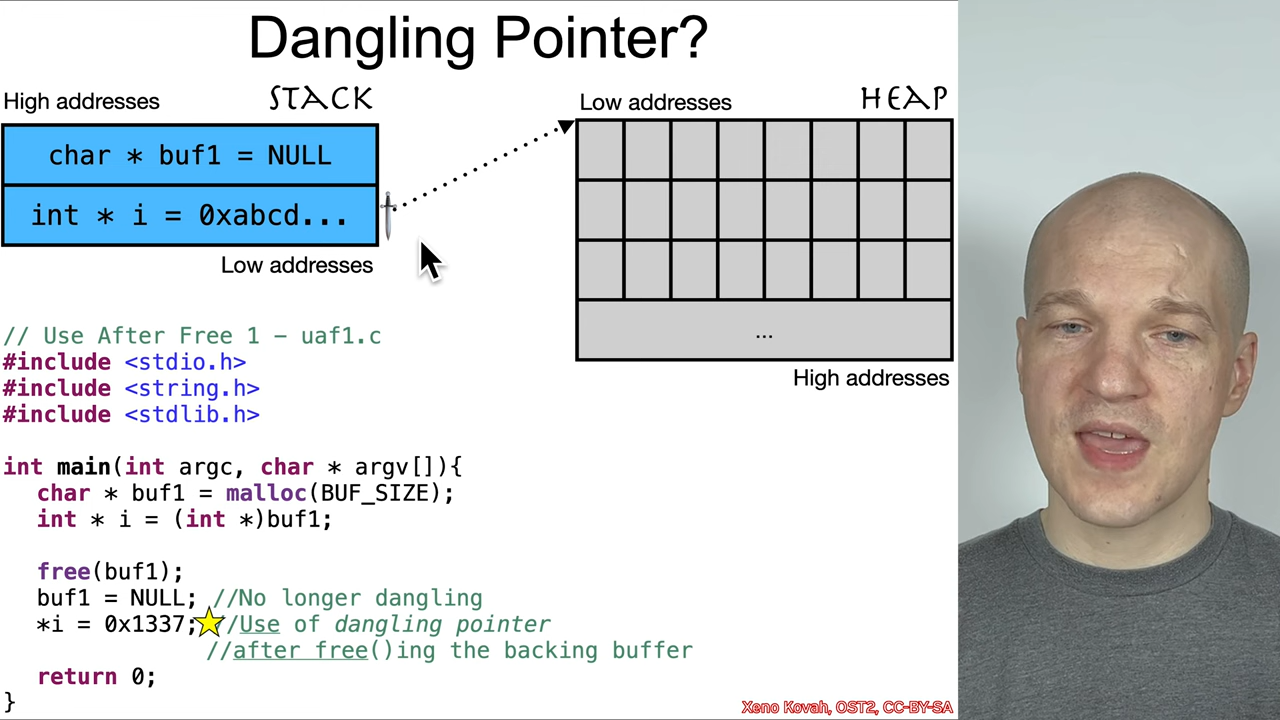 Dangling Pointer?
High addresses
STACK
char * buf1 = NULL
int * i = 0xabcd...
Low addresses
Low addresses
HEAP
...
High addresses
// Use After Free 1 – uaf1.c
#include <stdio.h>
#include <string.h>
#include <stdlib.h>
int main(int argc, char * argv[]){
char * buf1 = malloc(BUF_SIZE);
int * i = (int *)buf1;
free(buf1);
buf1 = NULL; //No longer dangling
*i = 0x1337; //Use of dangling pointer
//after free()ing the backing buffer
return 0;
}
Xeno Kovah, OST2, CC-BY-SA